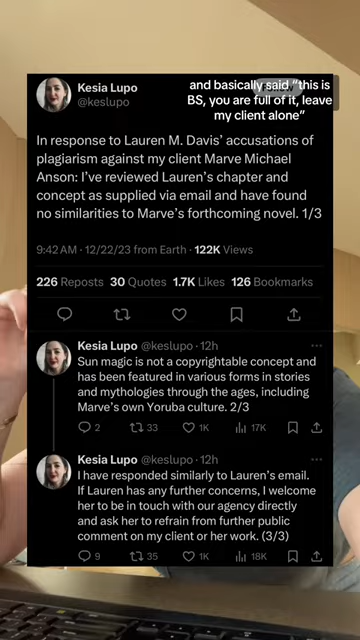 and basically said "this is
BS, you are full of it, leave
my client alone"
Kesia Lupo
@keslupo
In response to Lauren M. Davis' accusations of
plagiarism against my client Marve Michael
Anson: I've reviewed Lauren's chapter and
concept as supplied via email and have found
no similarities to Marve's forthcoming novel. 1/3
9:42 AM · 12/22/23 from Earth · 122K Views
226 Reposts 30 Quotes 1.7K Likes 126 Bookmarks
Kesia Lupo @keslupo · 12h
Sun magic is not a copyrightable concept and
has been featured in various forms in stories
and mythologies through the ages, including
Marve's own Yoruba culture. 2/3
2 33 1K 17K
Kesia Lupo @keslupo · 12h
I have responded similarly to Lauren's email.
If Lauren has any further concerns, I welcome
her to be in touch with our agency directly
and ask her to refrain from further public
comment on my client or her work. (3/3)
9 35 1K 18K